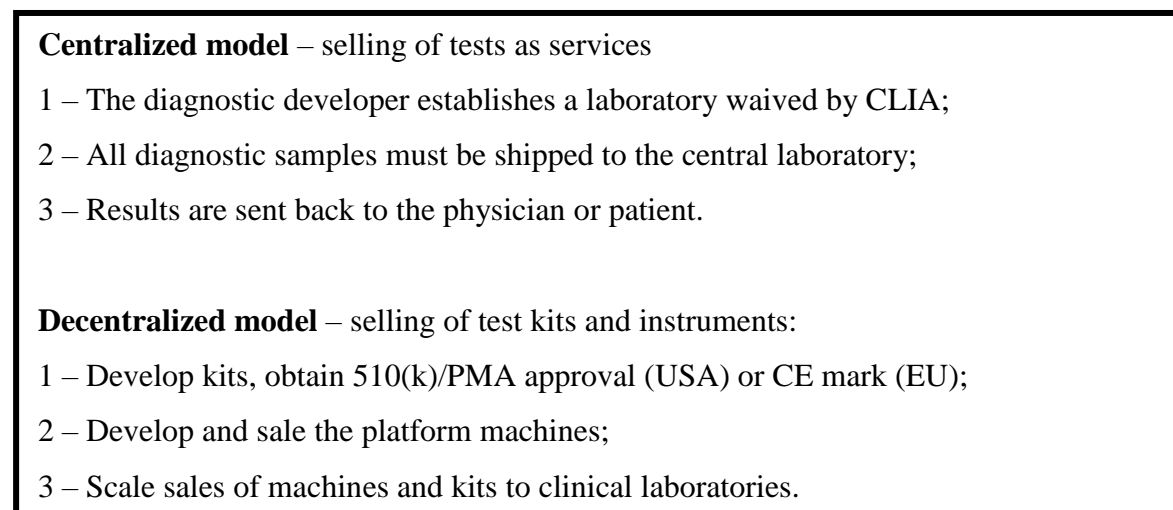 Centralized model – selling of tests as services
1 – The diagnostic developer establishes a laboratory waived by CLIA;
2 – All diagnostic samples must be shipped to the central laboratory;
3 – Results are sent back to the physician or patient.
Decentralized model – selling of test kits and instruments:
1 – Develop kits, obtain 510(k)/PMA approval (USA) or CE mark (EU);
2 – Develop and sale the platform machines;
3 – Scale sales of machines and kits to clinical laboratories.